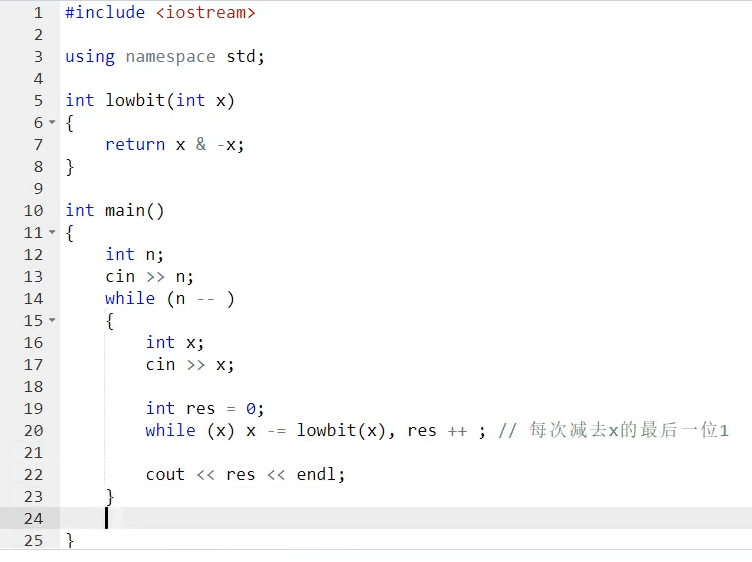 1 #include <iostream>
2
3 using namespace std;
4
5 int lowbit(int x)
6 {
7     return x & -x;
8 }
9
10 int main()
11 {
12     int n;
13     cin >> n;
14     while (n -- )
15     {
16         int x;
17         cin >> x;
18
19         int res = 0;
20         while (x) x -= lowbit(x), res ++ ; // 每次减去x的最后一位1
21
22         cout << res << endl;
23     }
24
25 }